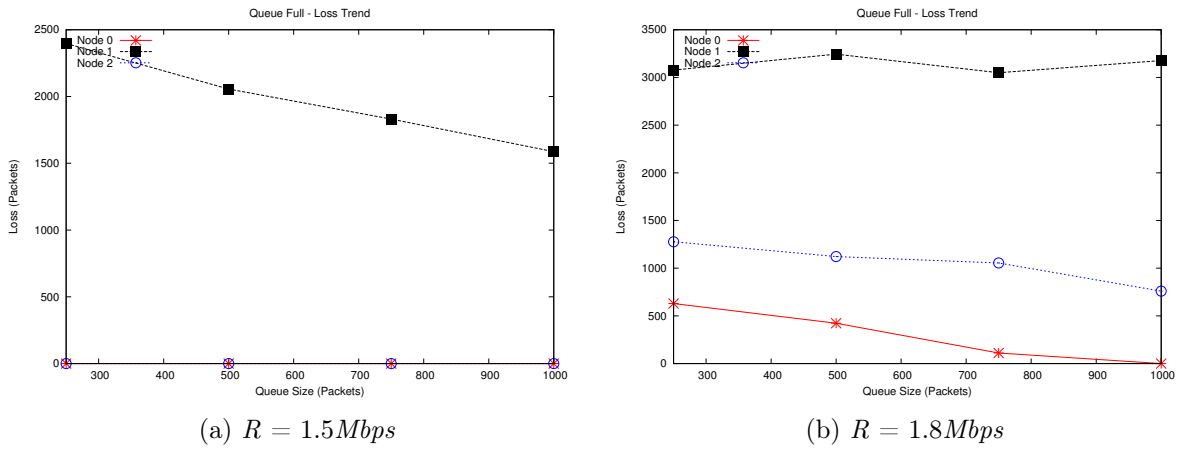 Queue Full - Loss Trend
Node 0
Node 1
Node 2
2500
2000
1500
1000
500
0
300 400 500 600 700 800 900 1000
Loss (Packets)
Queue Size (Packets)
(a) R = 1.5Mbps
Queue Full - Loss Trend
Node 0
Node 1
Node 2
3500
3000
2500
2000
1500
1000
500
0
300 400 500 600 700 800 900 1000
Loss (Packets)
Queue Size (Packets)
(b) R = 1.8Mbps